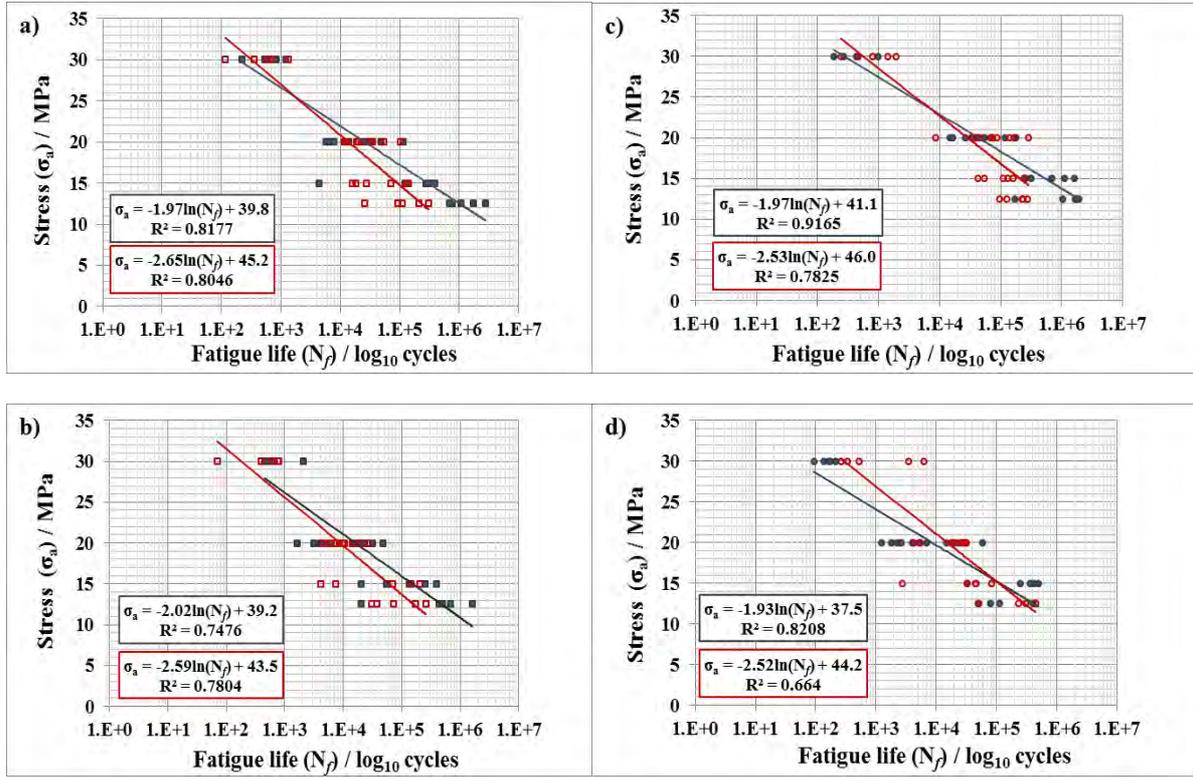 a)
Stress (σa) / MPa
35
30
25
20
15
10
5
0
σa = -1.97ln(Nf) + 39.8
R² = 0.8177
σa = -2.65ln(Nf) + 45.2
R² = 0.8046
1.E+0 1.E+1 1.E+2 1.E+3 1.E+4 1.E+5 1.E+6 1.E+7
Fatigue life (Nf) / log10 cycles
c)
Stress (σa) / MPa
35
30
25
20
15
10
5
0
σa = -1.97ln(Nf) + 41.1
R² = 0.9165
σa = -2.53ln(Nf) + 46.0
R² = 0.7825
1.E+0 1.E+1 1.E+2 1.E+3 1.E+4 1.E+5 1.E+6 1.E+7
Fatigue life (Nf) / log10 cycles
b)
Stress (σa) / MPa
35
30
25
20
15
10
5
0
σa = -2.02ln(Nf) + 39.2
R² = 0.7476
σa = -2.59ln(Nf) + 43.5
R² = 0.7804
1.E+0 1.E+1 1.E+2 1.E+3 1.E+4 1.E+5 1.E+6 1.E+7
Fatigue life (Nf) / log10 cycles
d)
Stress (σa) / MPa
35
30
25
20
15
10
5
0
σa = -1.93ln(Nf) + 37.5
R² = 0.8208
σa = -2.52ln(Nf) + 44.2
R² = 0.664
1.E+0 1.E+1 1.E+2 1.E+3 1.E+4 1.E+5 1.E+6 1.E+7
Fatigue life (Nf) / log10 cycles